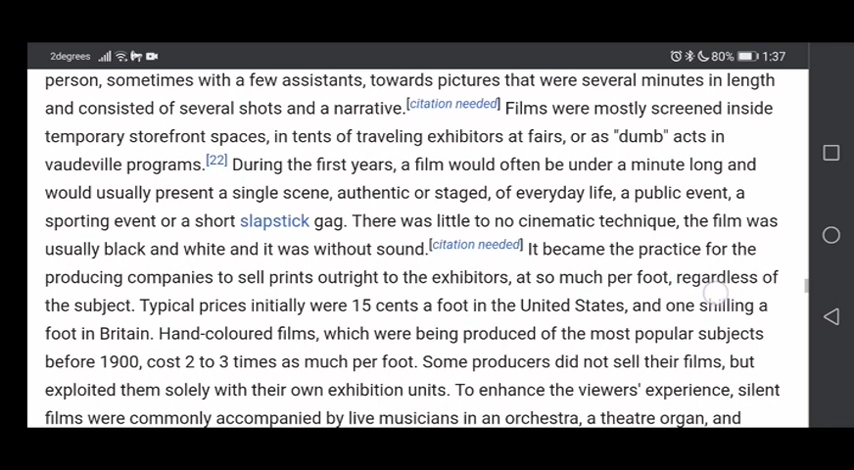 2degrees
80% 1:37
person, sometimes with a few assistants, towards pictures that were several minutes in length
and consisted of several shots and a narrative.[citation needed] Films were mostly screened inside
temporary storefront spaces, in tents of traveling exhibitors at fairs, or as "dumb" acts in
vaudeville programs.[22] During the first years, a film would often be under a minute long and
would usually present a single scene, authentic or staged, of everyday life, a public event, a
sporting event or a short slapstick gag. There was little to no cinematic technique, the film was
usually black and white and it was without sound.[citation needed] It became the practice for the
producing companies to sell prints outright to the exhibitors, at so much per foot, regardless of
the subject. Typical prices initially were 15 cents a foot in the United States, and one shilling a
foot in Britain. Hand-coloured films, which were being produced of the most popular subjects
before 1900, cost 2 to 3 times as much per foot. Some producers did not sell their films, but
exploited them solely with their own exhibition units. To enhance the viewers' experience, silent
films were commonly accompanied by live musicians in an orchestra, a theatre organ, and